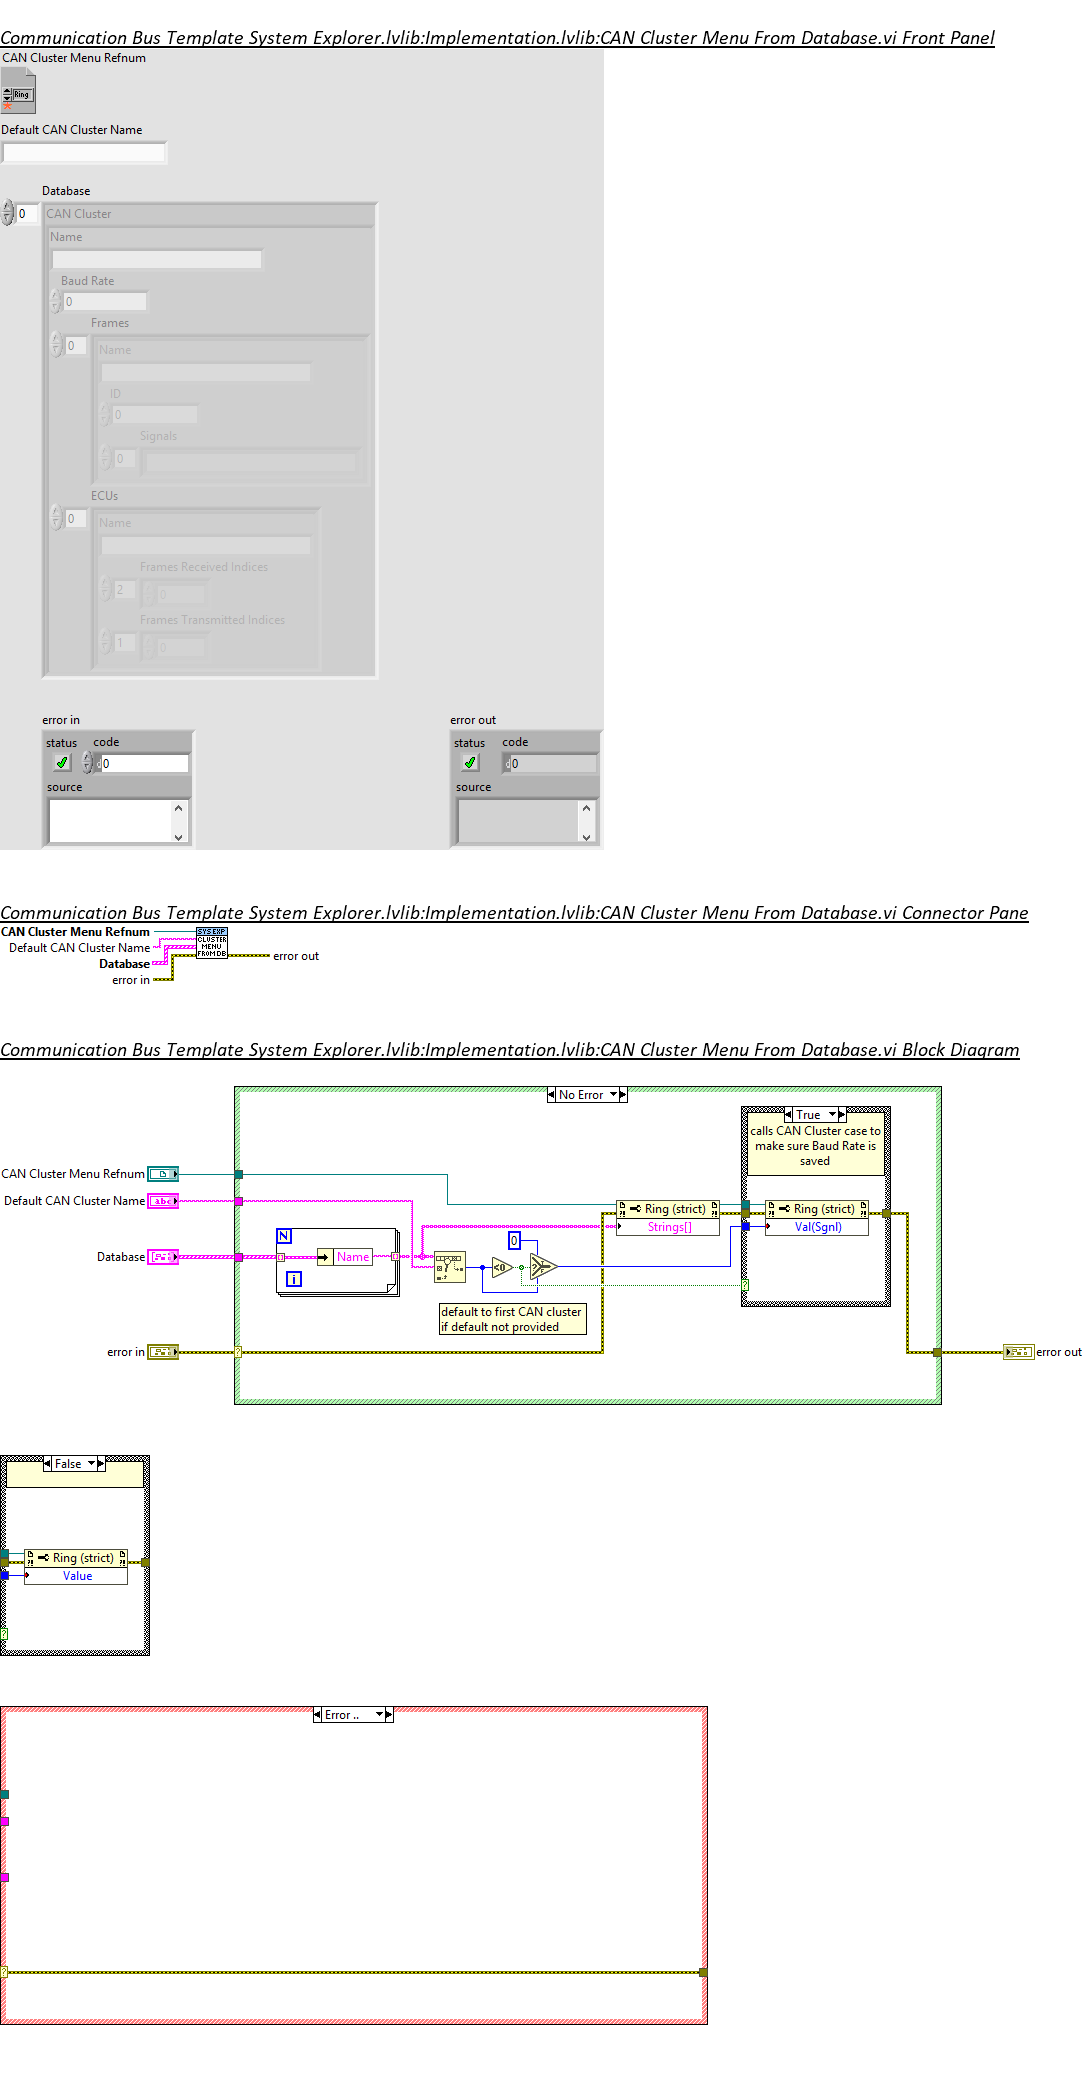 Communication Bus Template System Explorer.lvlib:Implementation.lvlib:CAN Cluster Menu From Database.vi Front Panel
CAN Cluster Menu Refnum
Ring
Default CAN Cluster Name
Database
0
CAN Cluster
Name
Baud Rate
0
Frames
0
Name
ID
0
Signals
0
ECUs
0
Name
Frames Received Indices
2
0
Frames Transmitted Indices
1
0
error in
status code
d0
source
error out
status code
d0
source
Communication Bus Template System Explorer.lvlib:Implementation.lvlib:CAN Cluster Menu From Database.vi Connector Pane
CAN Cluster Menu Refnum
Default CAN Cluster Name
Database
error in
SYS EXP
CLUSTER
MENU
FROM DB
error out
Communication Bus Template System Explorer.lvlib:Implementation.lvlib:CAN Cluster Menu From Database.vi Block Diagram
No Error
True
calls CAN Cluster case to
make sure Baud Rate is
saved
CAN Cluster Menu Refnum
Default CAN Cluster Name
abc
Ring (strict)
Strings[]
Ring (strict)
Val(Sgnl)
N
Name
i
Database
0
<0
?
?
default to first CAN cluster
if default not provided
error in
?
error out
False
Ring (strict)
Value
?
Error ..
?